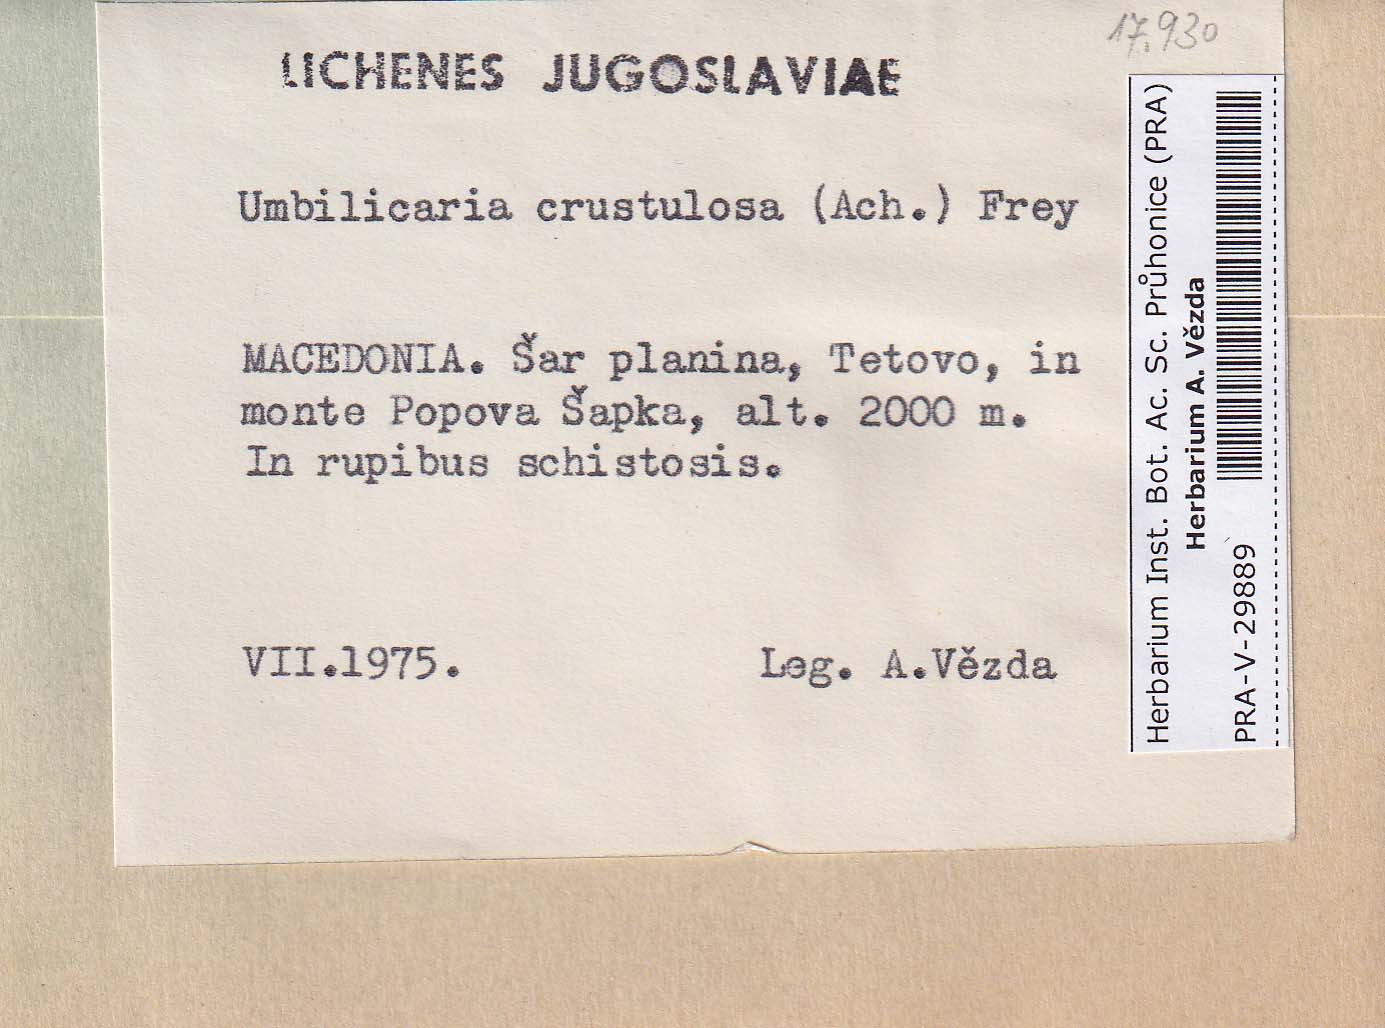 17.930
LICHENES JUGOSLAVIAE
Umbilicaria crustulosa (Ach.) Frey
MACEDONIA. Šar planina, Tetovo, in
monte Popova Šapka, alt. 2000 m.
In rupibus schistosis.
VII.1975.
Leg. A.Vězda
Herbarium Inst. Bot. Ac. Sc. Průhonice (PRA)
Herbarium A. Vězda
PRA-V-29889